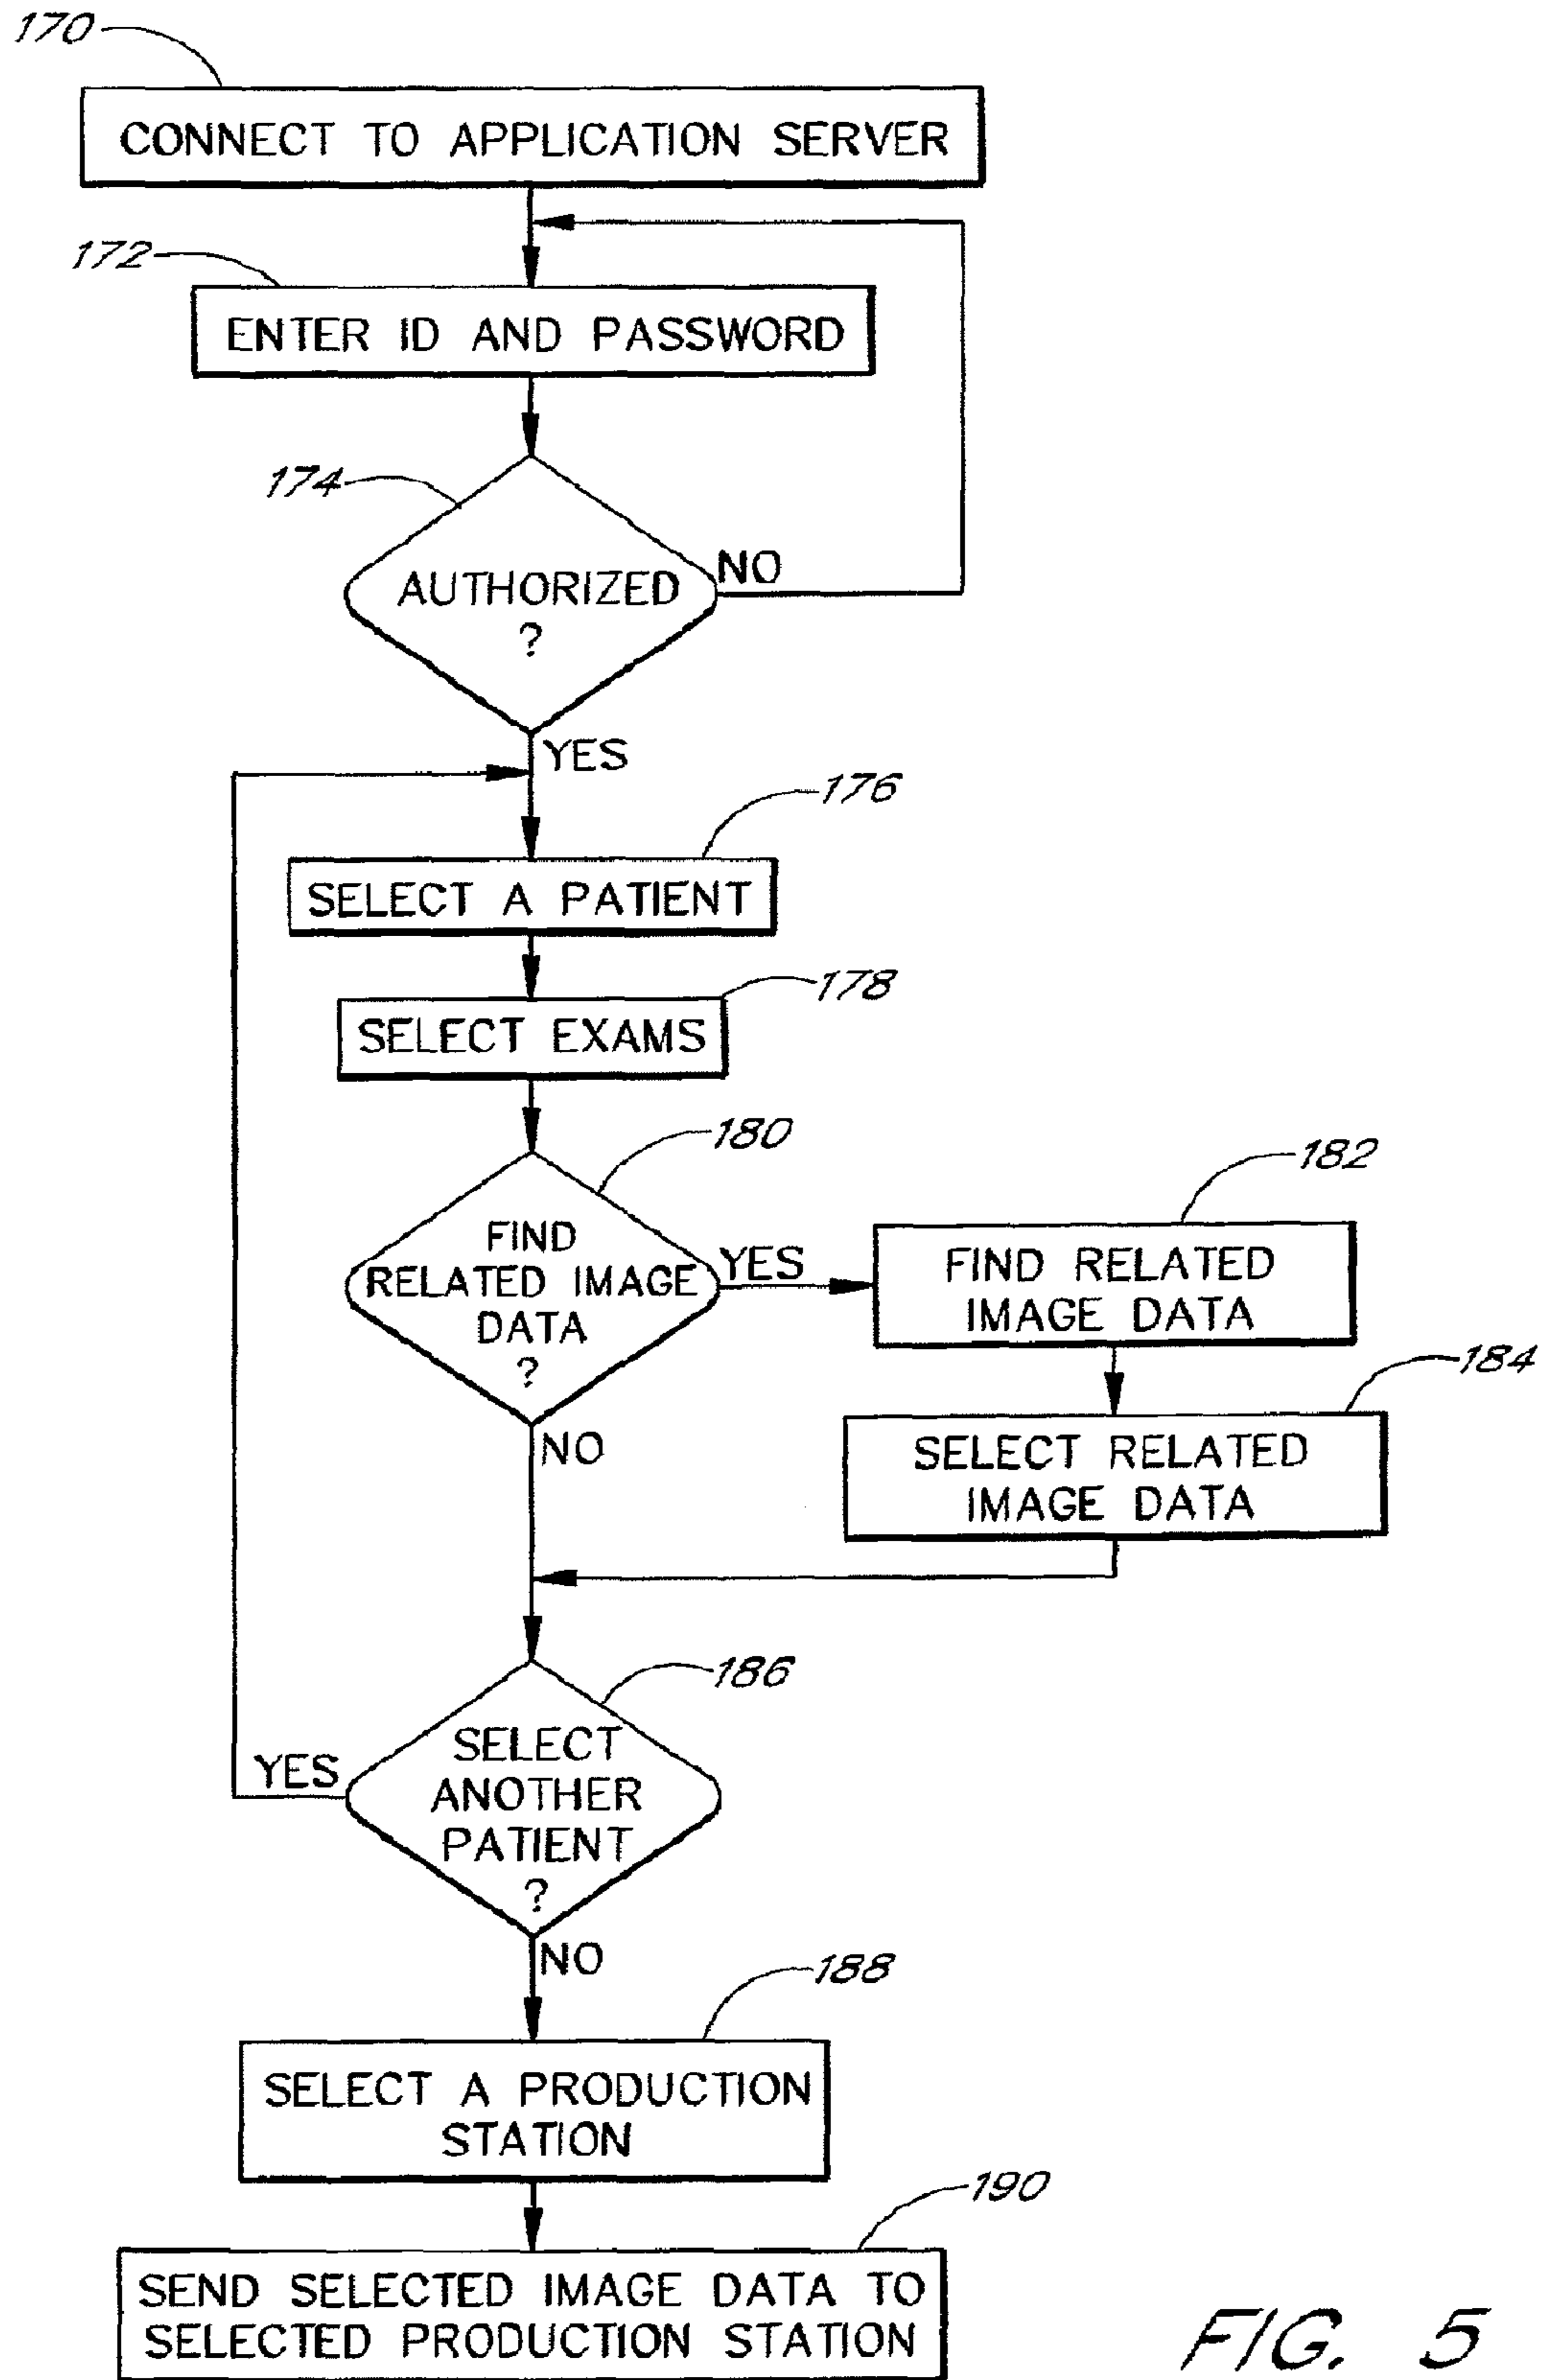 170
CONNECT TO APPLICATION SERVER
172
ENTER ID AND PASSWORD
174
AUTHORIZED
?
NO
YES
176
SELECT A PATIENT
178
SELECT EXAMS
180
FIND
RELATED IMAGE
DATA
?
YES
182
FIND RELATED
IMAGE DATA
184
SELECT RELATED
IMAGE DATA
NO
186
SELECT
ANOTHER
PATIENT
?
YES
NO
188
SELECT A PRODUCTION
STATION
190
SEND SELECTED IMAGE DATA TO
SELECTED PRODUCTION STATION
FIG. 5